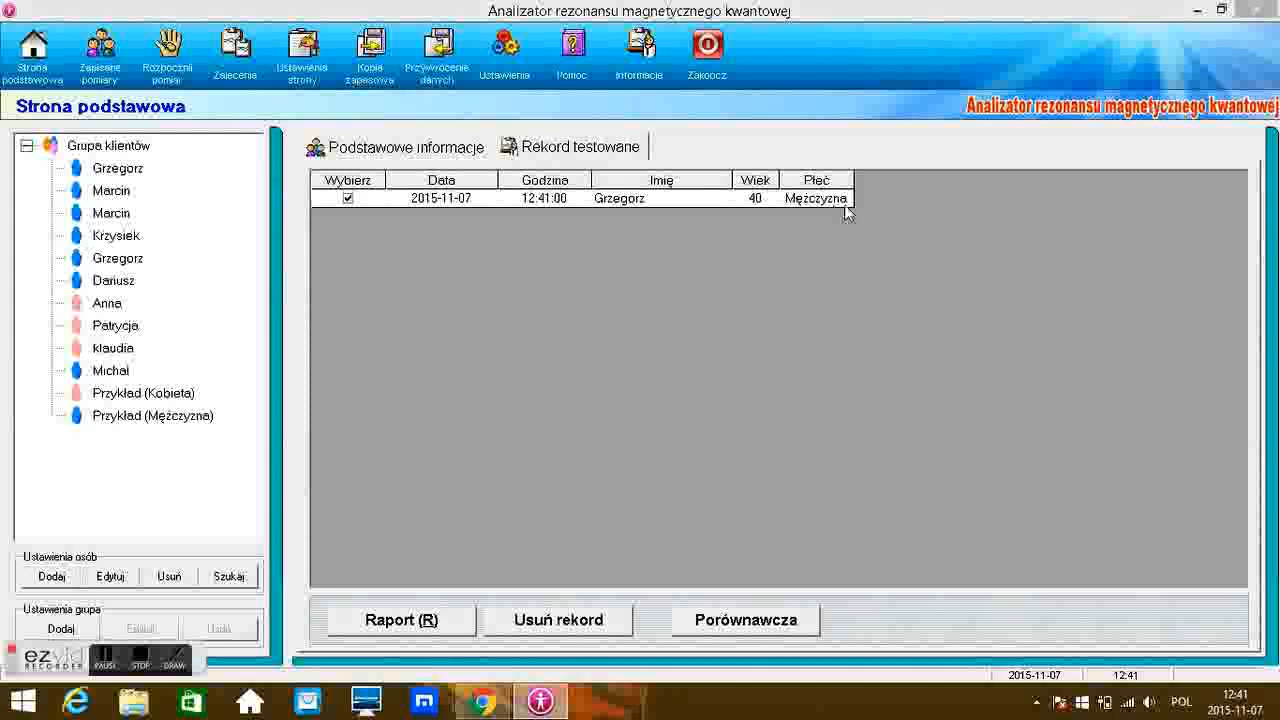 Analizator rezonansu magnetycznego kwantowej
Strona podstawowa
Zapisane pomiary
Rozpocznij pomiar
Zalecenia
Ustawienia strony
Kopia zapasowa
Przywrócenie danych
Ustawienia
Pomoc
Informacje
Zakończ
Strona podstawowa
Analizator rezonansu magnetycznego kwantowej
Grupa klientów
Grzegorz
Marcin
Marcin
Krzysiek
Grzegorz
Dariusz
Anna
Patrycja
klaudia
Michał
Przykład (Kobieta)
Przykład (Mężczyzna)
Ustawienia osób
Dodaj Edytuj Usuń Szukaj
Ustawienia grupa
Dodaj
Podstawowe informacje Rekord testowane
Wybierz Data Godzina Imię Wiek Płeć
2015-11-07 12:41:00 Grzegorz 40 Mężczyzna
Raport (R) Usuń rekord Porównawcza
RECORDER PAUSE STOP DRAW
2015-11-07 12:41
POL
12:41
2015-11-07